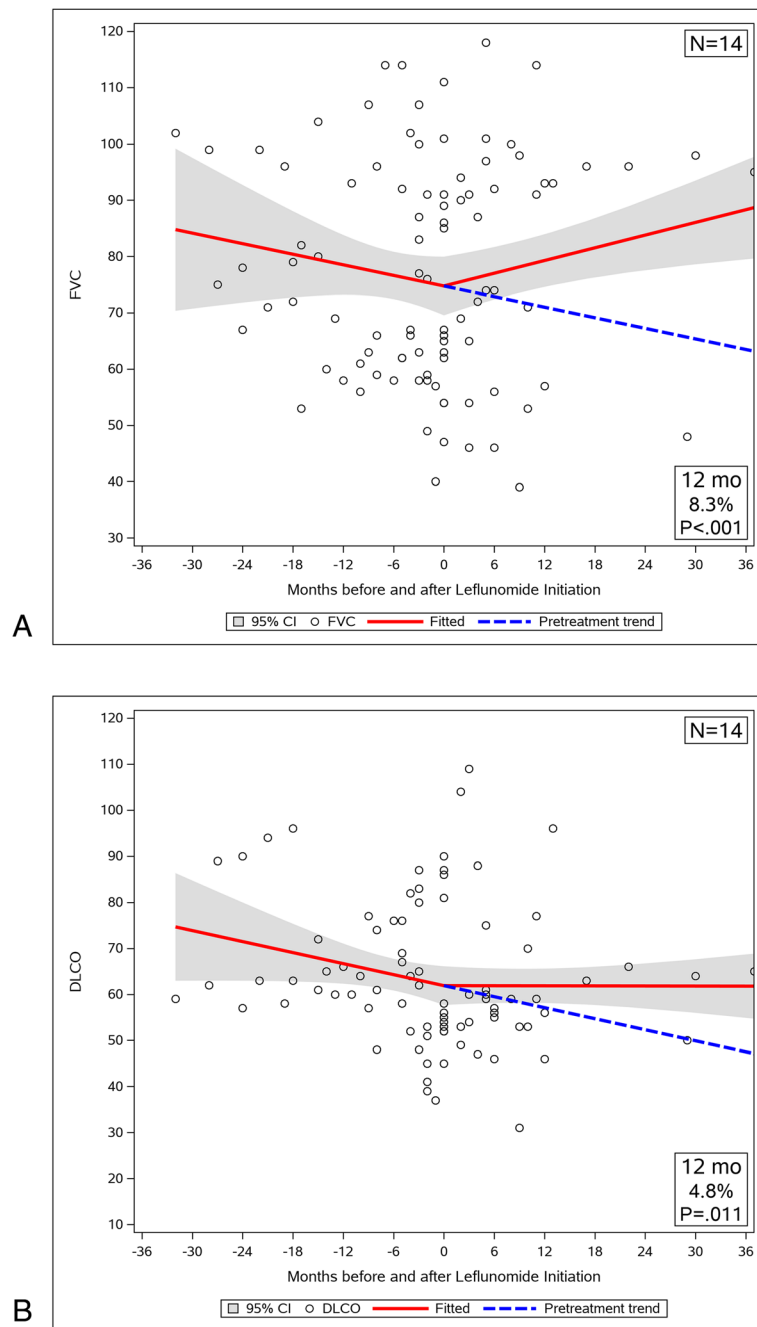 120
N=14
110
100
90
80
FVC
70
60
50
40
30
12 mo
8.3%
P<.001
-36 -30 -24 -18 -12 -6 0 6 12 18 24 30 36
Months before and after Leflunomide Initiation
95% CI FVC Fitted Pretreatment trend
A
120
N=14
110
100
90
80
70
DLCO
60
50
40
30
20
10
12 mo
4.8%
P=.011
-36 -30 -24 -18 -12 -6 0 6 12 18 24 30 36
Months before and after Leflunomide Initiation
95% CI DLCO Fitted Pretreatment trend
B